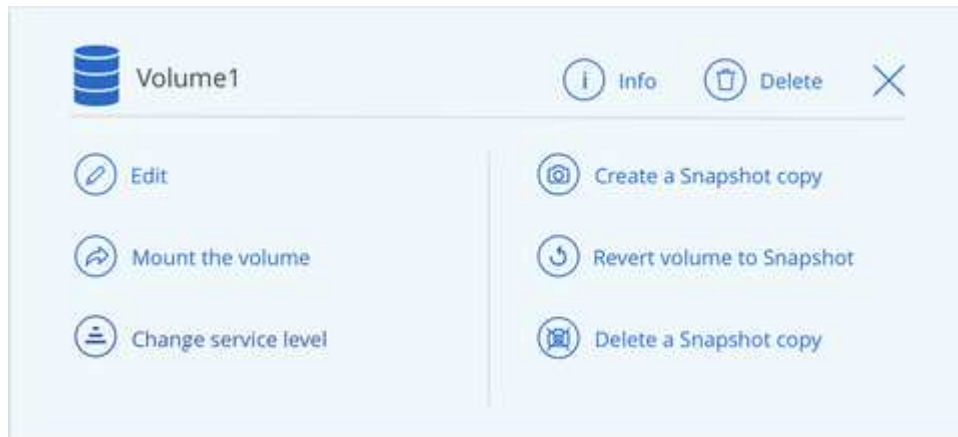 Volume1
Info
Delete
Edit
Mount the volume
Change service level
Create a Snapshot copy
Revert volume to Snapshot
Delete a Snapshot copy